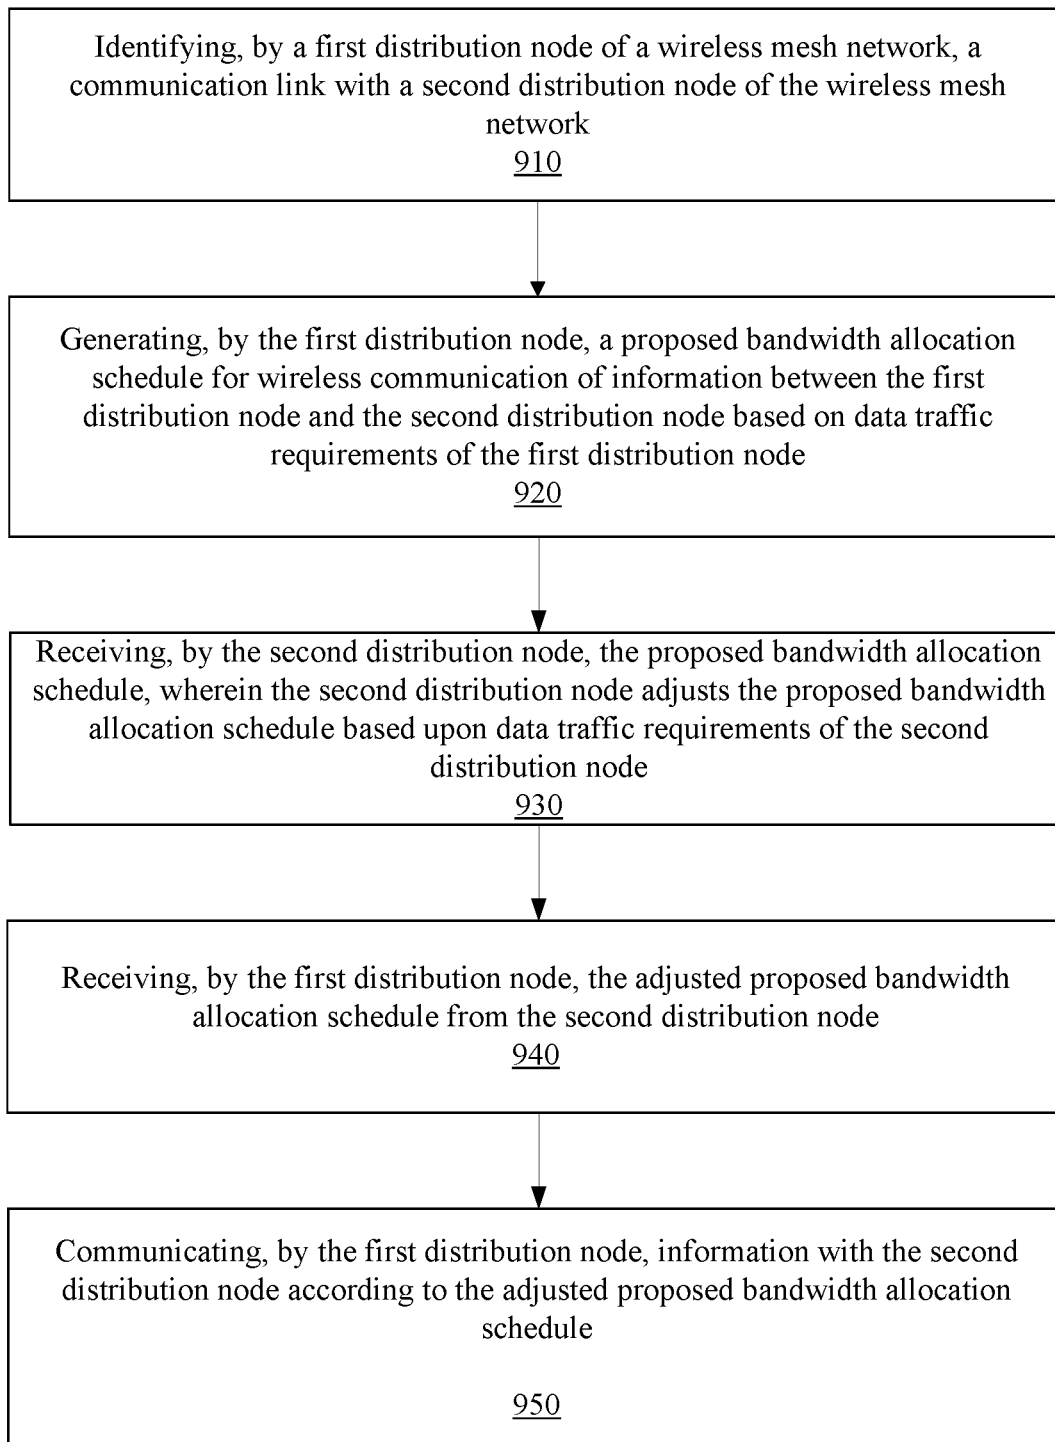 Identifying, by a first distribution node of a wireless mesh network, a
communication link with a second distribution node of the wireless mesh
network
910
Generating, by the first distribution node, a proposed bandwidth allocation
schedule for wireless communication of information between the first
distribution node and the second distribution node based on data traffic
requirements of the first distribution node
920
Receiving, by the second distribution node, the proposed bandwidth allocation
schedule, wherein the second distribution node adjusts the proposed bandwidth
allocation schedule based upon data traffic requirements of the second
distribution node
930
Receiving, by the first distribution node, the adjusted proposed bandwidth
allocation schedule from the second distribution node
940
Communicating, by the first distribution node, information with the second
distribution node according to the adjusted proposed bandwidth allocation
schedule
950